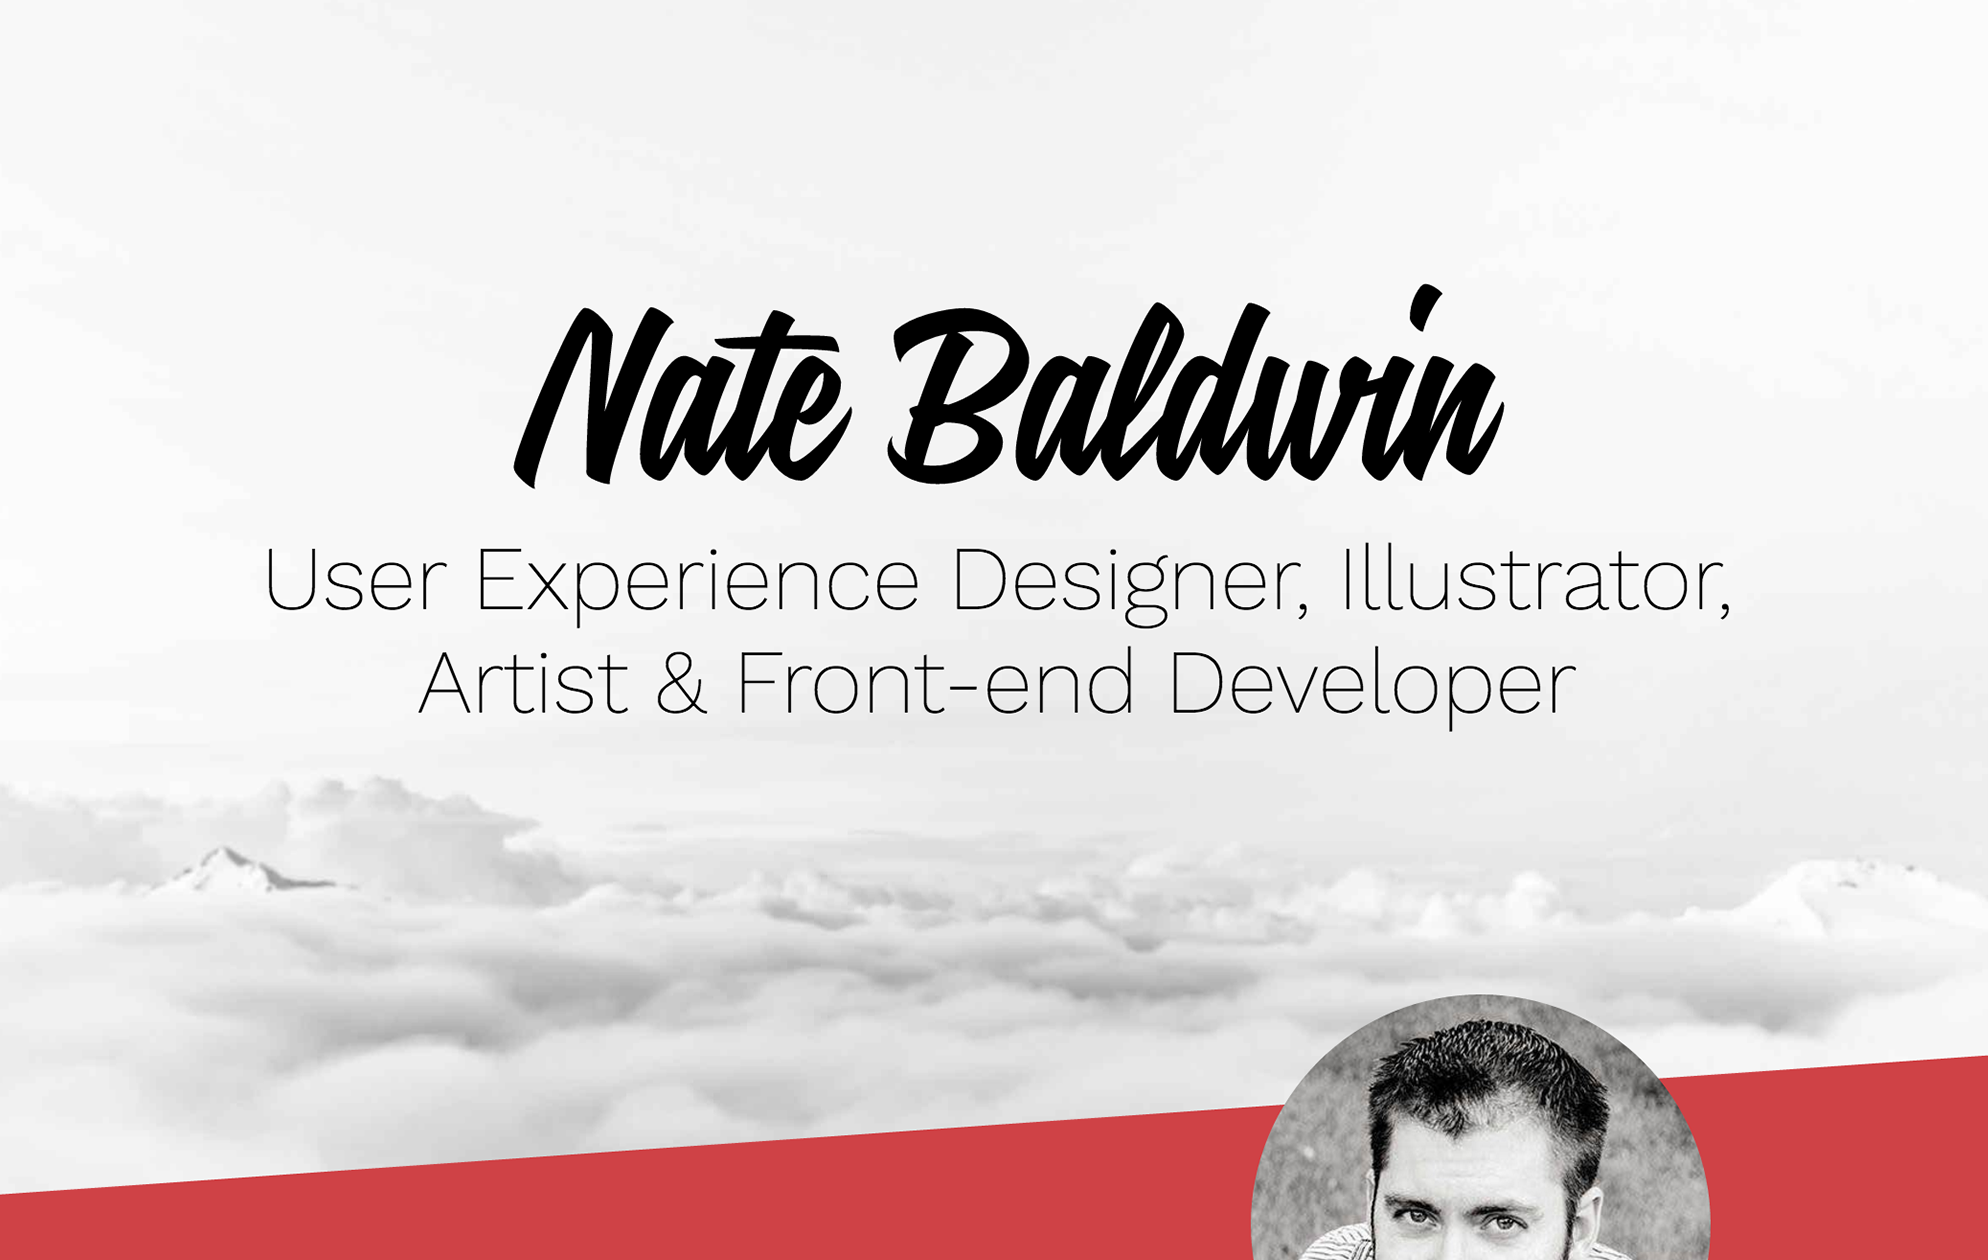 Nate Baldwin
User Experience Designer, Illustrator,
Artist & Front-end Developer